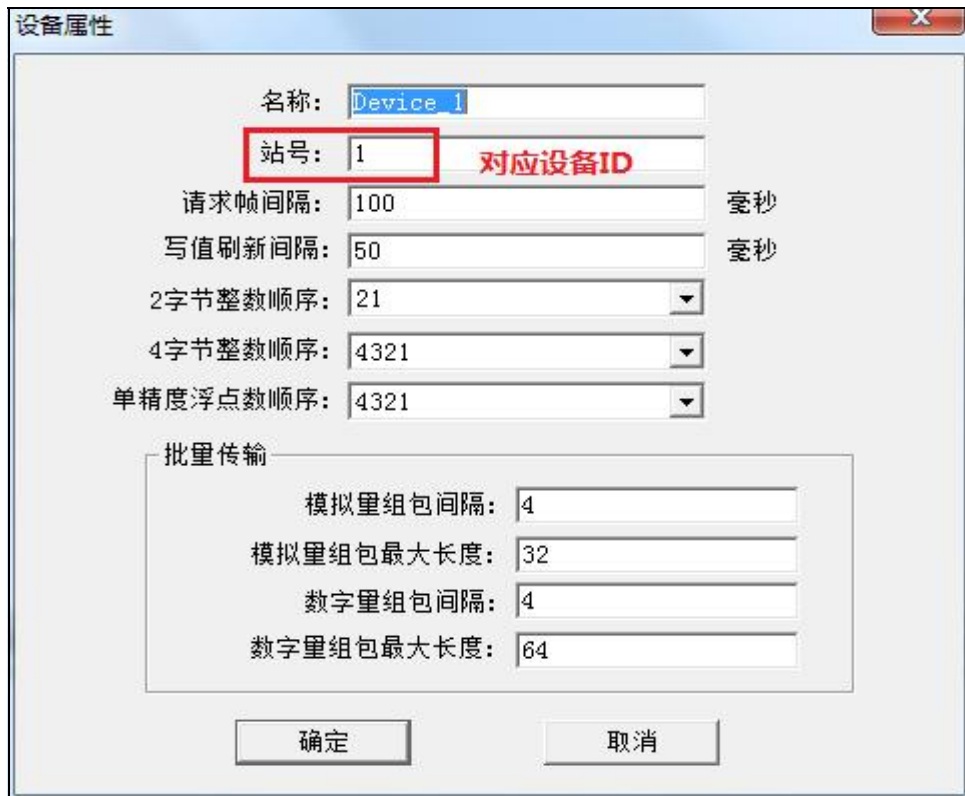 设备属性
名称： Device_1
站号： 1 对应设备ID
请求帧间隔： 100 毫秒
写值刷新间隔： 50 毫秒
2字节整数顺序： 21
4字节整数顺序： 4321
单精度浮点数顺序： 4321
批量传输
模拟量组包间隔： 4
模拟量组包最大长度： 32
数字量组包间隔： 4
数字量组包最大长度： 64
确定 取消